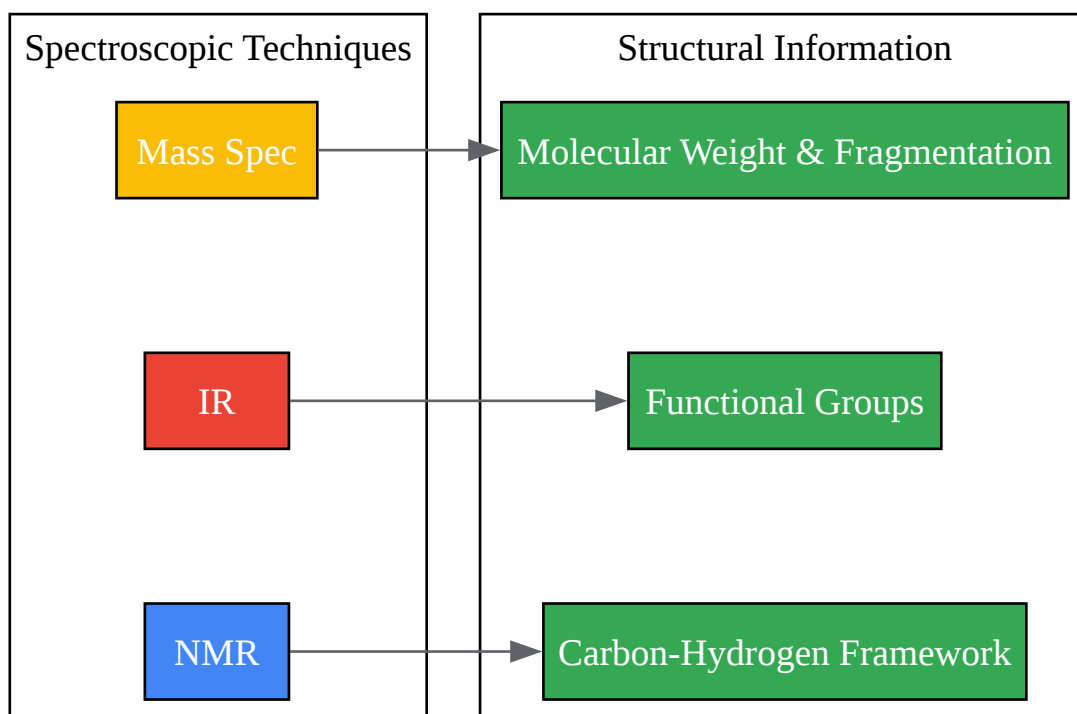 Spectroscopic Techniques
Structural Information
Mass Spec
Molecular Weight & Fragmentation
IR
Functional Groups
NMR
Carbon-Hydrogen Framework